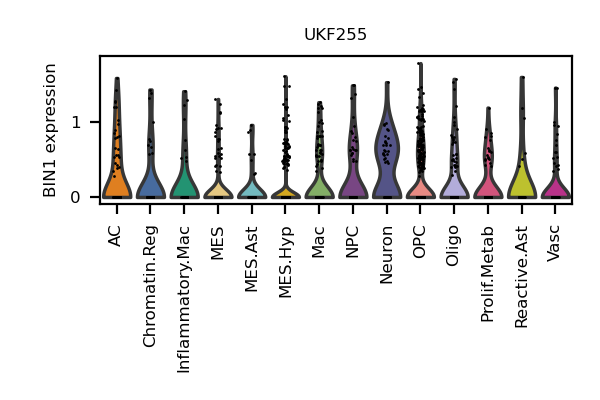 UKF255
BIN1 expression
1
0
AC
Chromatin.Reg
Inflammatory.Mac
MES
MES.Ast
MES.Hyp
Mac
NPC
Neuron
OPC
Oligo
Prolif.Metab
Reactive.Ast
Vasc